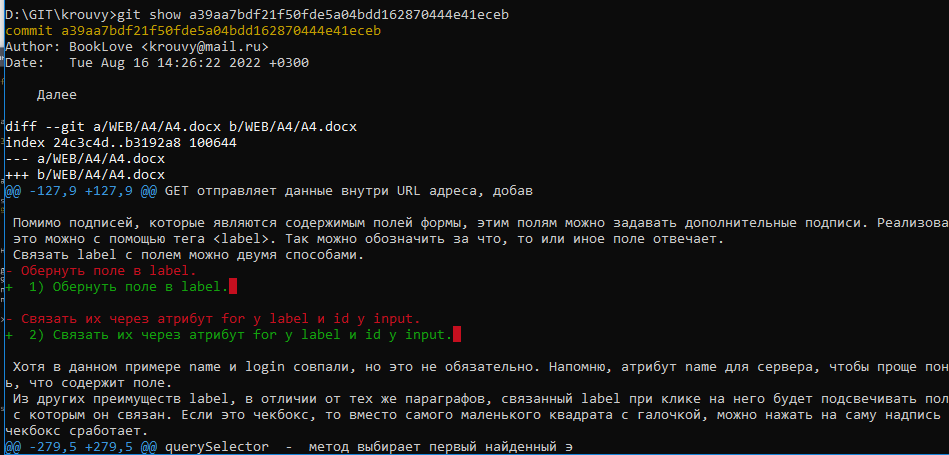 D:\GIT\krouvy>git show a39aa7bdf21f50fde5a04bdd162870444e41eceb
commit a39aa7bdf21f50fde5a04bdd162870444e41eceb
Author: BookLove <krouvy@mail.ru>
Date:   Tue Aug 16 14:26:22 2022 +0300
Далее
diff --git a/WEB/A4/A4.docx b/WEB/A4/A4.docx
index 24c3c4d..b3192a8 100644
--- a/WEB/A4/A4.docx
+++ b/WEB/A4/A4.docx
@@ -127,9 +127,9 @@ GET отправляет данные внутри URL адреса, добав
Помимо подписей, которые являются содержимым полей формы, этим полям можно задавать дополнительные подписи. Реализова
это можно с помощью тега <label>. Так можно обозначить за что, то или иное поле отвечает.
Связать label с полем можно двумя способами.
- Обернуть поле в label.
+  1) Обернуть поле в label.
- Связать их через атрибут for у label и id у input.
+  2) Связать их через атрибут for у label и id у input.
Хотя в данном примере name и login совпали, но это не обязательно. Напомню, атрибут name для сервера, чтобы проще пон
ь, что содержит поле.
Из других преимуществ label, в отличии от тех же параграфов, связанный label при клике на него будет подсвечивать пол
с которым он связан. Если это чекбокс, то вместо самого маленького квадрата с галочкой, можно нажать на саму надпись
чекбокс сработает.
@@ -279,5 +279,5 @@ querySelector  -  метод выбирает первый найденный э